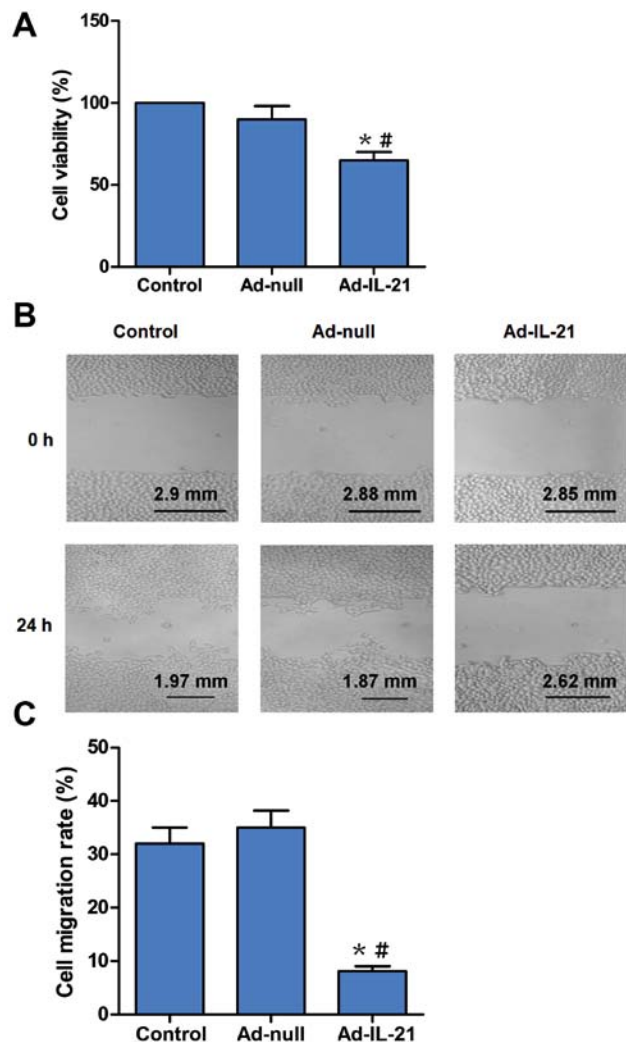 A
Cell viability (%)
150
100
50
0
* #
Control Ad-null Ad-IL-21
B
Control Ad-null Ad-IL-21
0 h
2.9 mm 2.88 mm 2.85 mm
24 h
1.97 mm 1.87 mm 2.62 mm
C
Cell migration rate (%)
50
40
30
20
10
0
* #
Control Ad-null Ad-IL-21